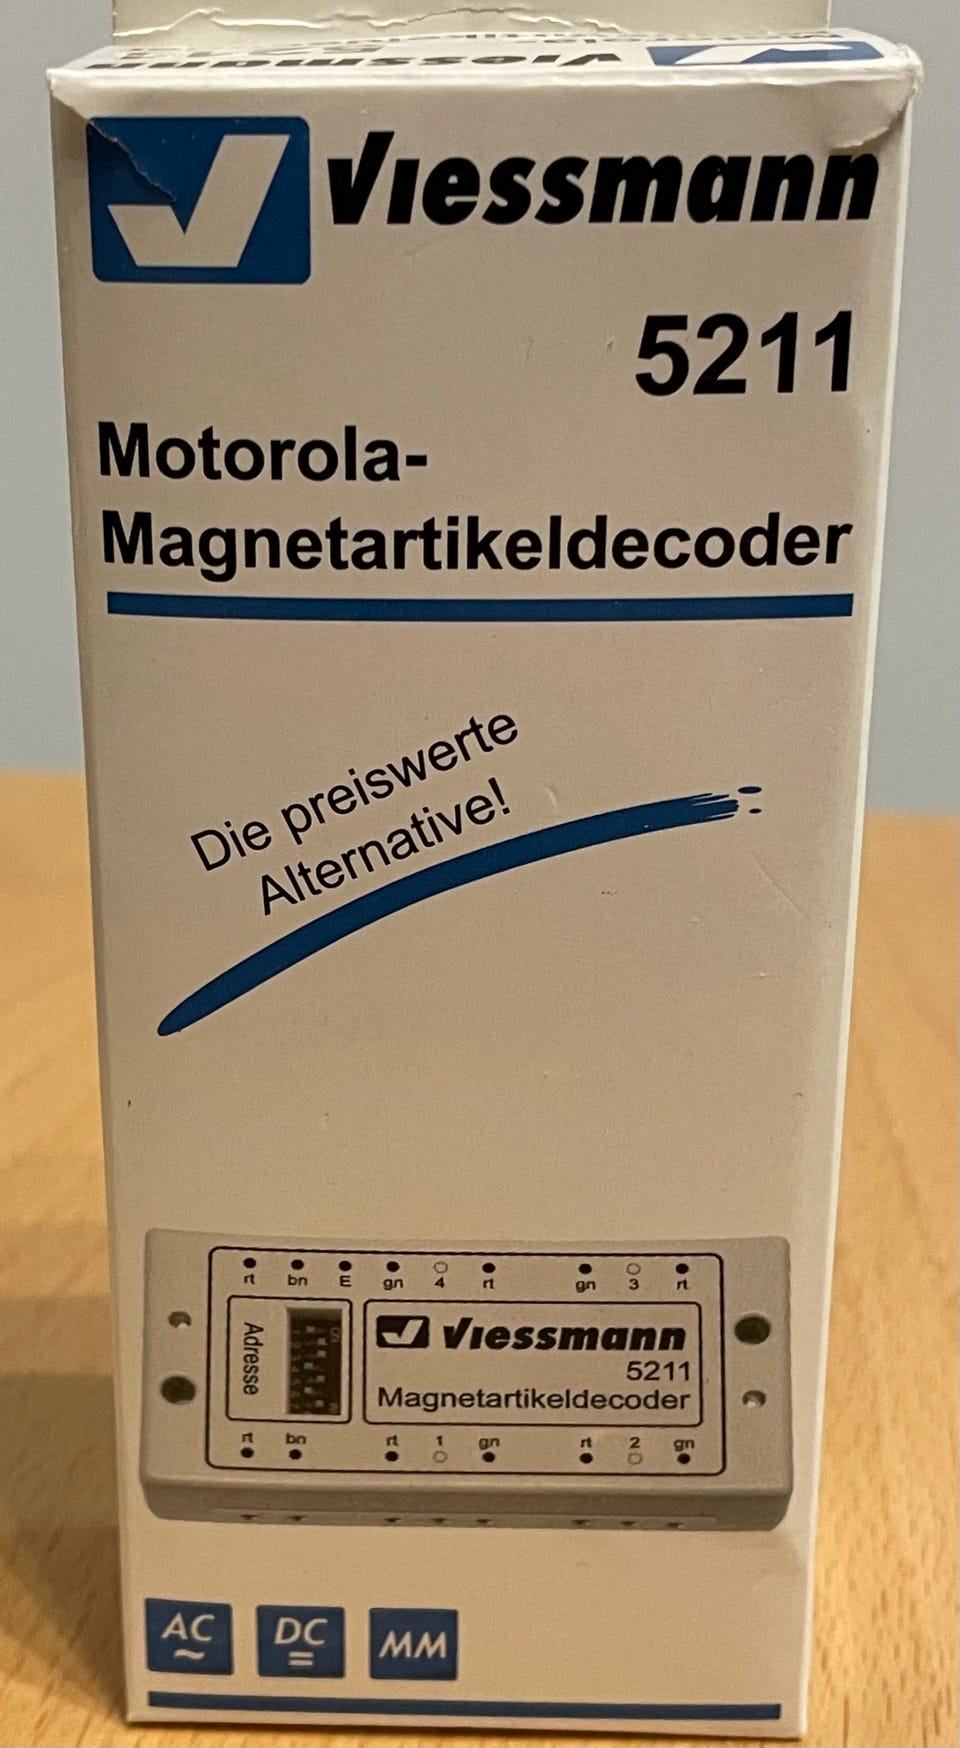 Viessmann
Viessmann
5211
Motorola-
Magnetartikeldecoder
Die preiswerte
Alternative!
rt bn E gn 4 rt gn 3 rt
Adresse
Viessmann
5211
Magnetartikeldecoder
rt bn rt 1 gn rt 2 gn
AC
DC
MM